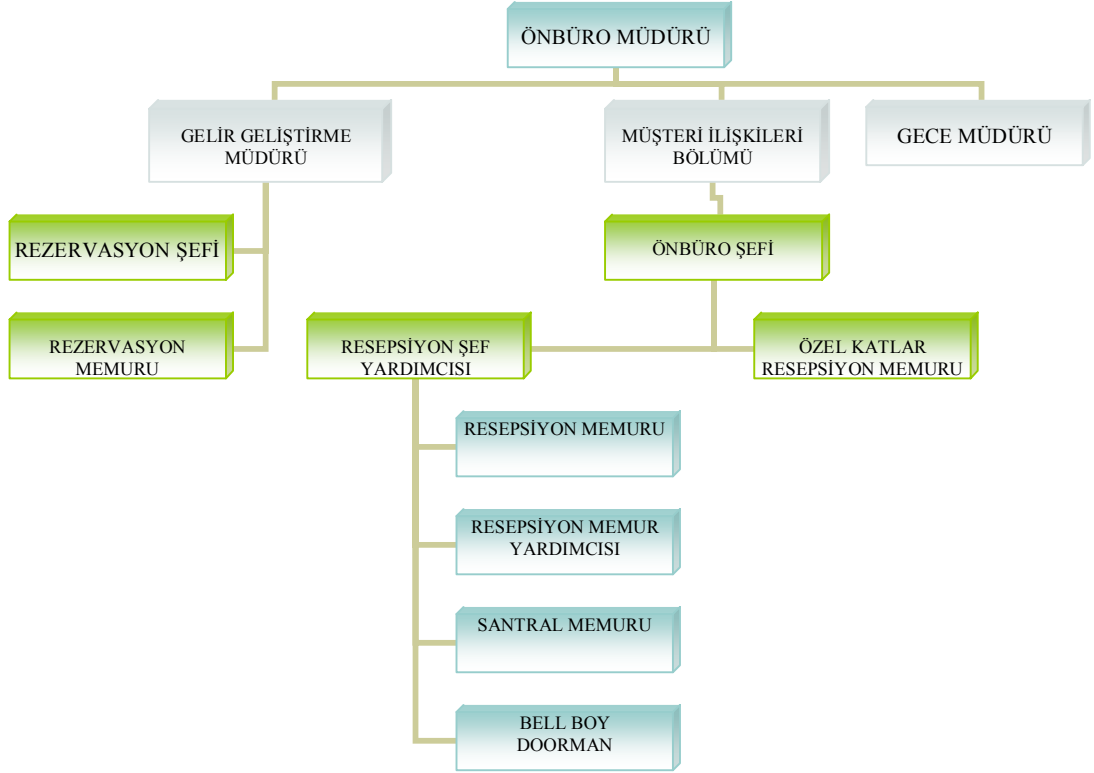 ÖNBÜRO MÜDÜRÜ
GELİR GELİŞTİRME
MÜDÜRÜ
MÜŞTERİ İLİŞKİLERİ
BÖLÜMÜ
GECE MÜDÜRÜ
REZERVASYON ŞEFİ
ÖNBÜRO ŞEFİ
REZERVASYON
MEMURU
RESEPSİYON ŞEF
YARDIMCISI
ÖZEL KATLAR
RESEPSİYON MEMURU
RESEPSİYON MEMURU
RESEPSİYON MEMUR
YARDIMCISI
SANTRAL MEMURU
BELL BOY
DOORMAN